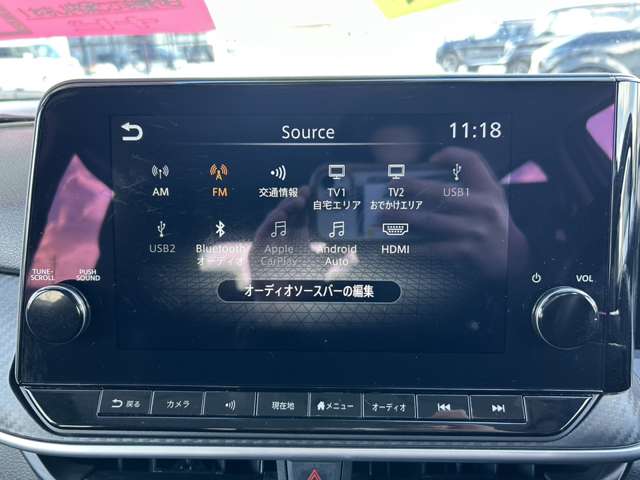 Source
11:18
AM
FM
交通情報
TV1
自宅エリア
TV2
おでかけエリア
USB1
USB2
Bluetooth
オーディオ
Apple
CarPlay
Android
Auto
HDMI
オーディオソースバーの編集
TUNE·
SCROLL
PUSH
SOUND
VOL
戻る
カメラ
現在地
メニュー
オーディオ